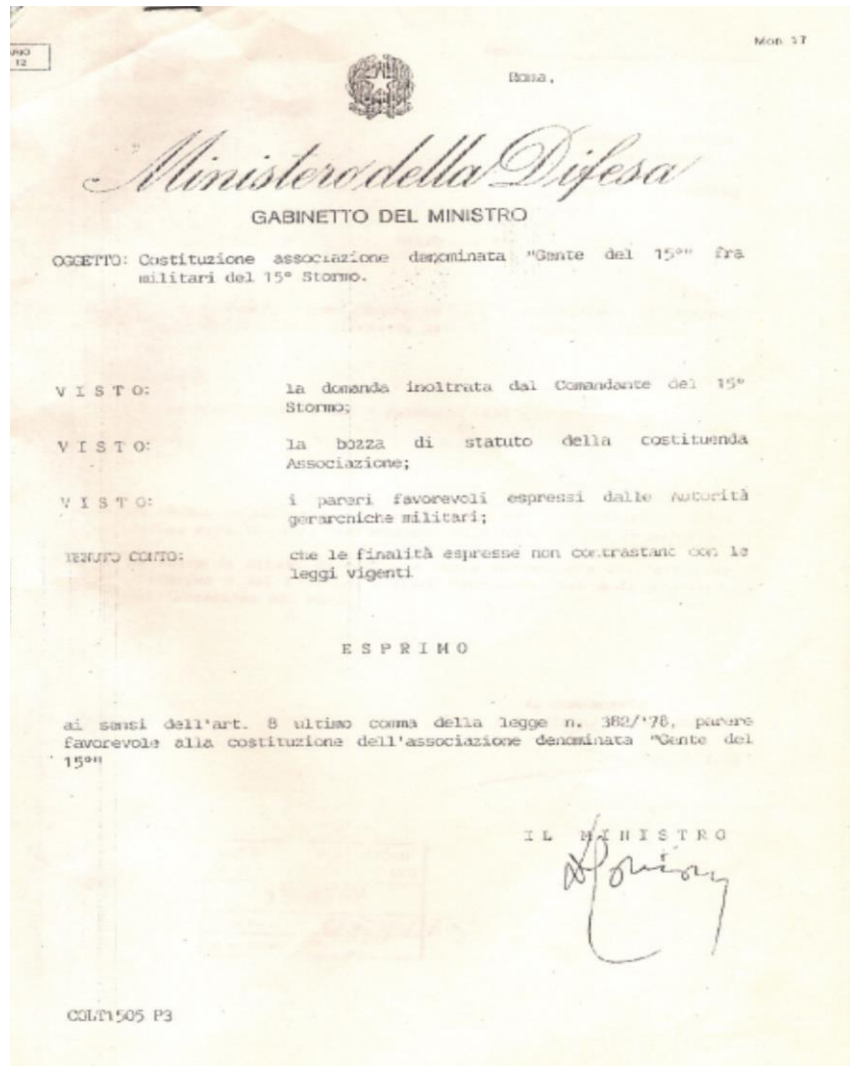 Mod 17
12
Roma,
Ministero della Difesa
GABINETTO DEL MINISTRO
OGGETTO: Costituzione associazione denominata "Gente del 15°" fra
militari del 15° Stormo.
V I S T O: la domanda inoltrata dal Comandante del 15°
Stormo;
V I S T O: la bozza di statuto della costituenda
Associazione;
V I S T O: i pareri favorevoli espressi dalle Autorità
gerarchiche militari;
TENUTO CONTO: che le finalità espresse non contrastano con le
leggi vigenti
E S P R I M O
ai sensi dell'art. 8 ultimo comma della legge n. 382/'78, parere
favorevole alla costituzione dell'associazione denominata "Gente del
15°"
I L M I N I S T R O
COLT1505 P3